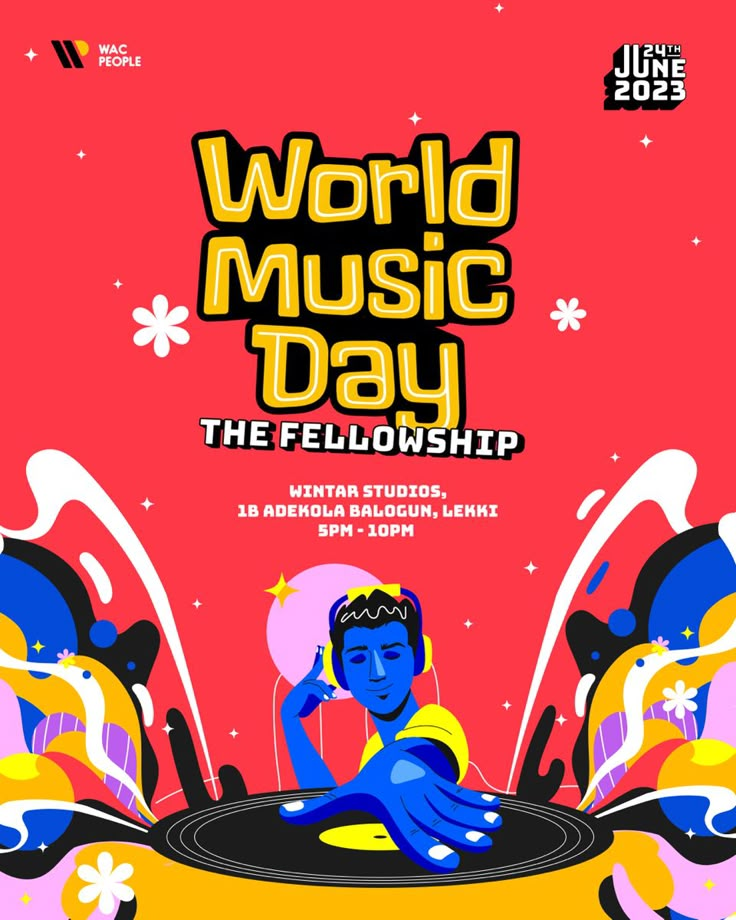 WAC
PEOPLE
24TH
JUNE
2023
World
Music
Day
THE FELLOWSHIP
WINTAR STUDIOS,
1B ADEKOLA BALOGUN, LEKKI
5PM - 10PM